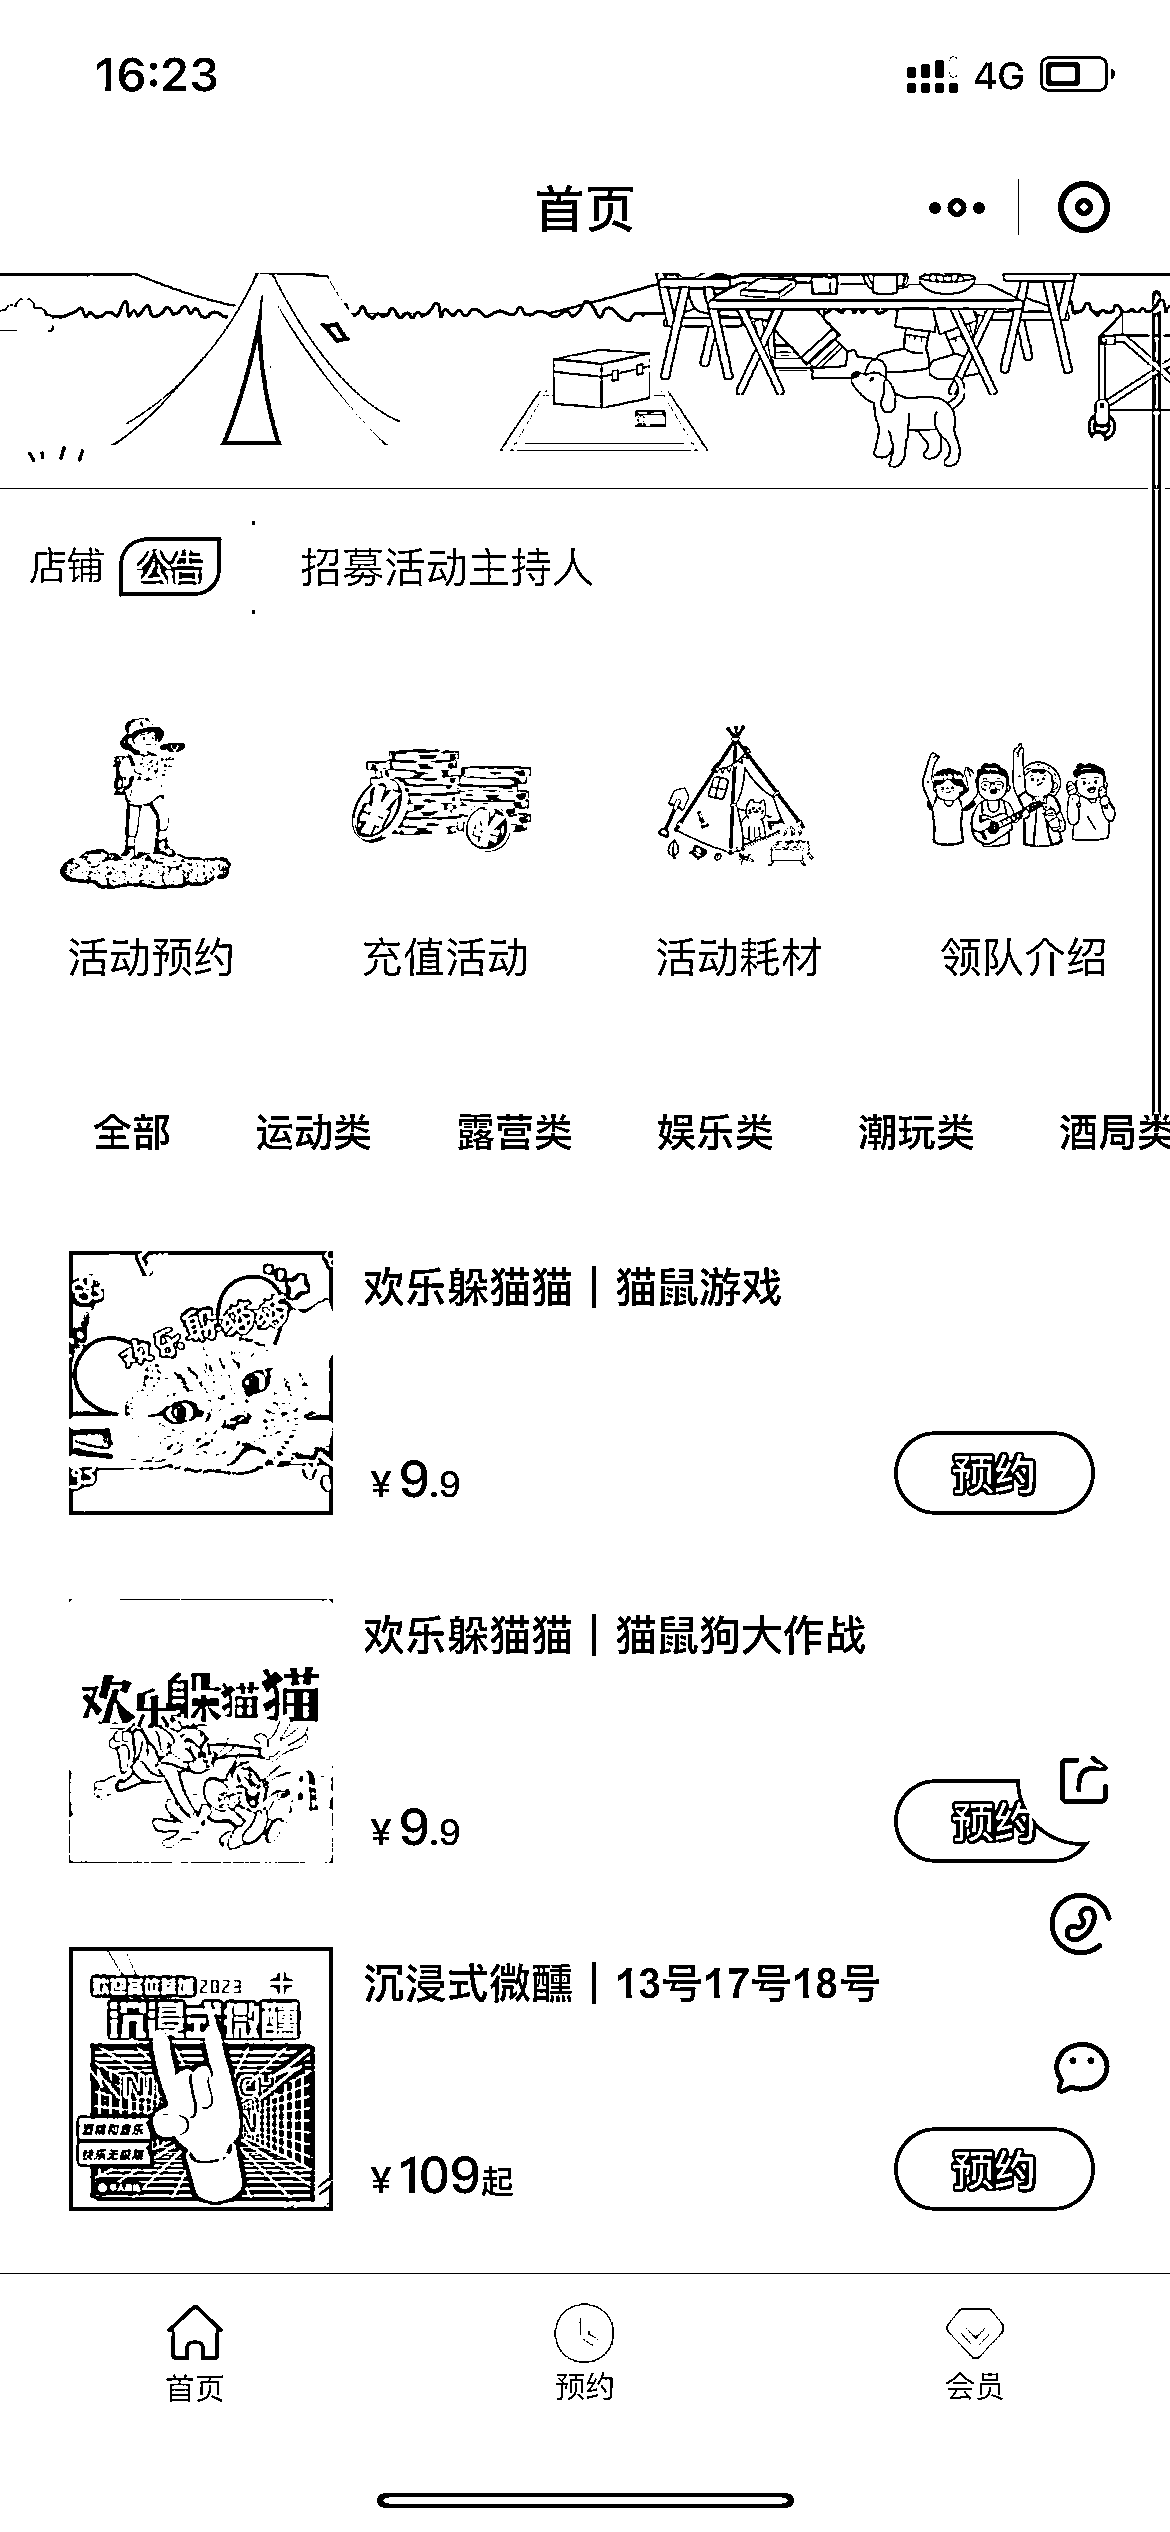 16:23
4G
首页
店铺 公告 招募活动主持人
活动预约 充值活动 活动耗材 领队介绍
全部 运动类 露营类 娱乐类 潮玩类 酒局类
欢乐躲猫猫
欢乐躲猫猫｜猫鼠游戏
¥9.9
预约
欢乐躲猫猫
欢乐躲猫猫｜猫鼠狗大作战
¥9.9
预约
2023
沉浸式微醺
沉浸式微醺｜13号17号18号
¥109起
预约
首页 预约 会员